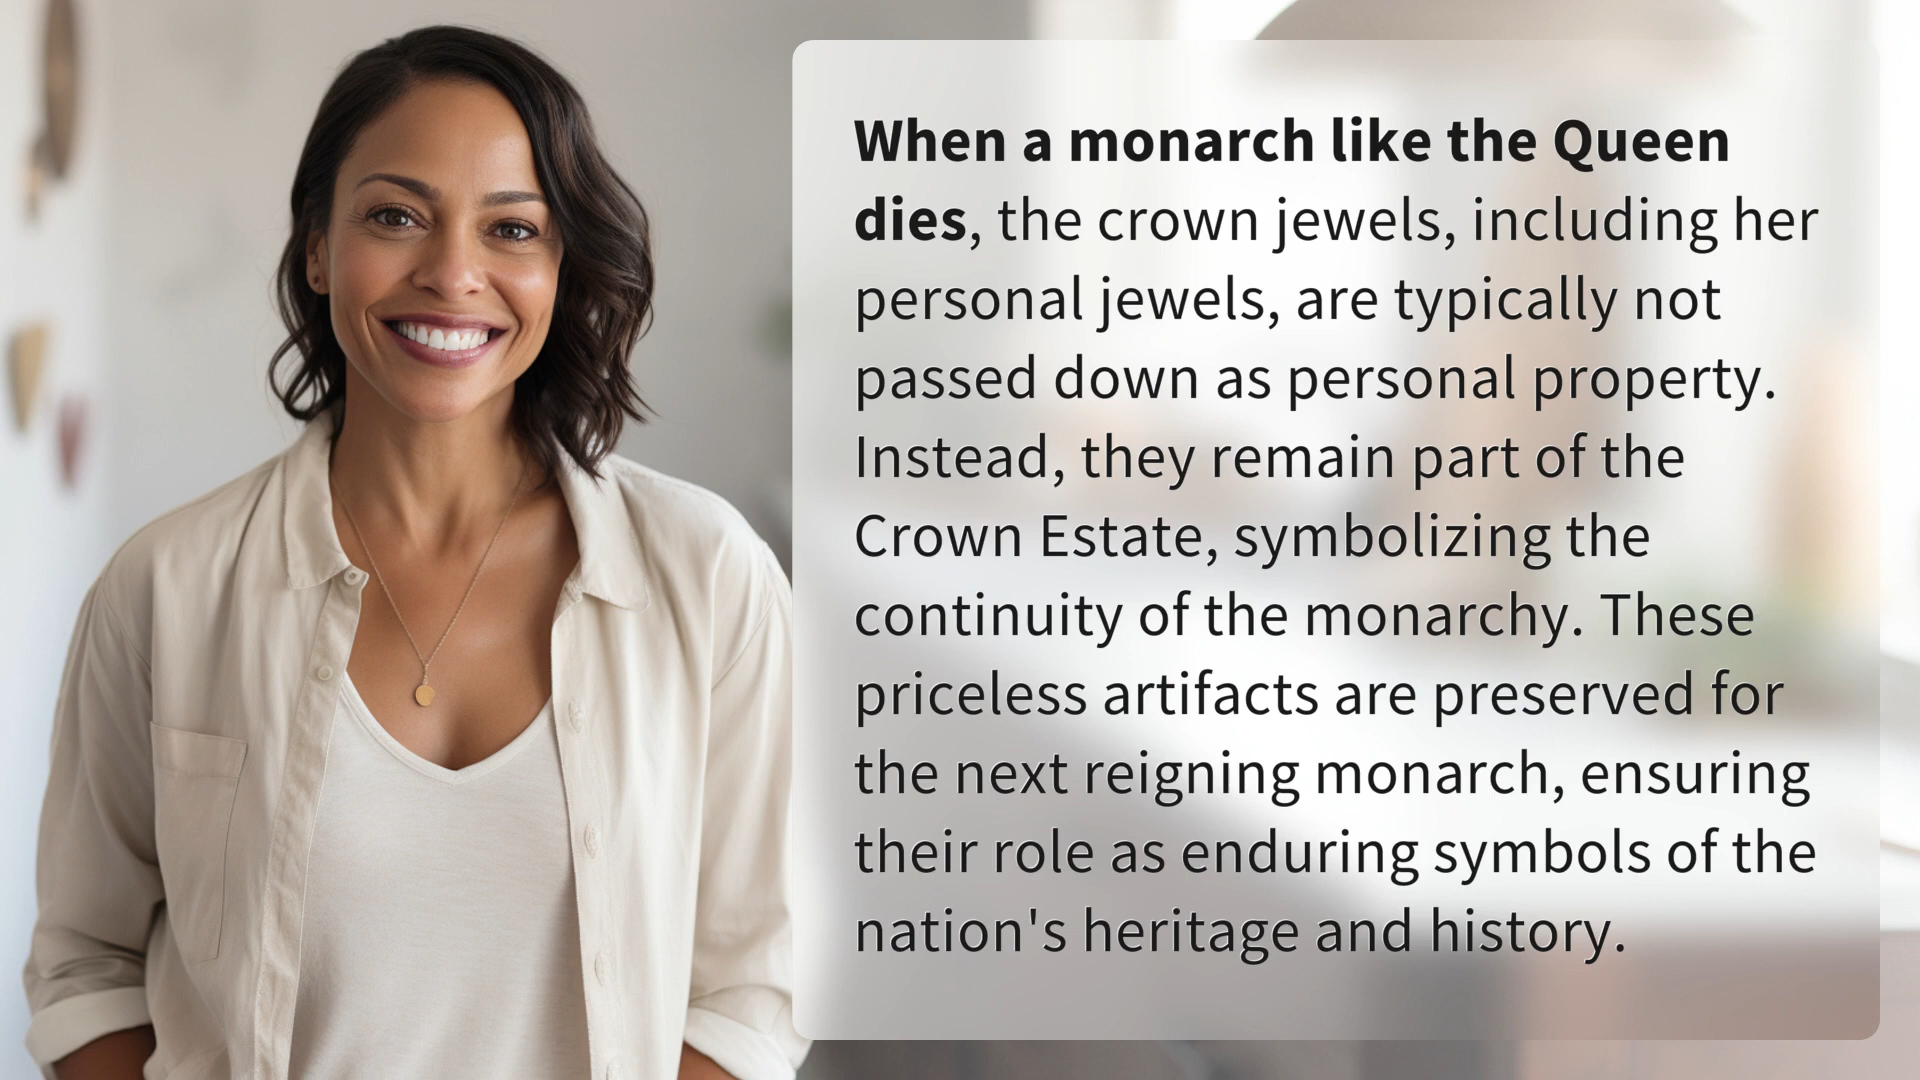 When a monarch like the Queen
dies, the crown jewels, including her
personal jewels, are typically not
passed down as personal property.
Instead, they remain part of the
Crown Estate, symbolizing the
continuity of the monarchy. These
priceless artifacts are preserved for
the next reigning monarch, ensuring
their role as enduring symbols of the
nation's heritage and history.